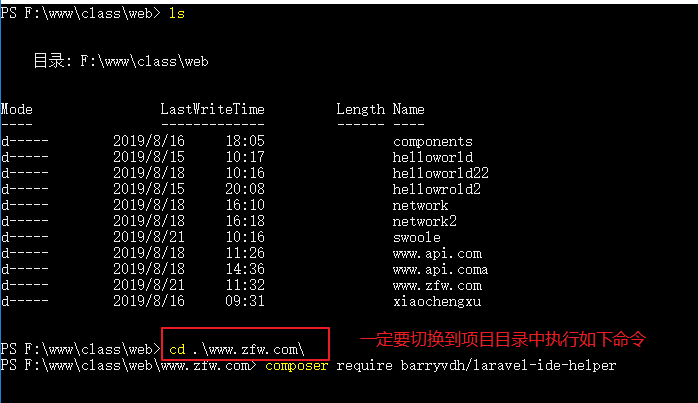 PS F:\www\class\web> ls
目录: F:\www\class\web
Mode LastWriteTime Length Name
---- ------------- ------ ----
d----- 2019/8/16 18:05 components
d----- 2019/8/15 10:17 helloworld
d----- 2019/8/18 10:16 helloworld22
d----- 2019/8/15 20:08 hellowrold2
d----- 2019/8/18 16:10 network
d----- 2019/8/18 16:18 network2
d----- 2019/8/21 10:16 swoole
d----- 2019/8/18 11:26 www.api.com
d----- 2019/8/18 14:36 www.api.coma
d----- 2019/8/21 11:32 www.zfw.com
d----- 2019/8/16 09:31 xiaochengxu
PS F:\www\class\web> cd .\www.zfw.com\ 一定要切换到项目目录中执行如下命令
PS F:\www\class\web\www.zfw.com> composer require barryvdh/laravel-ide-helper